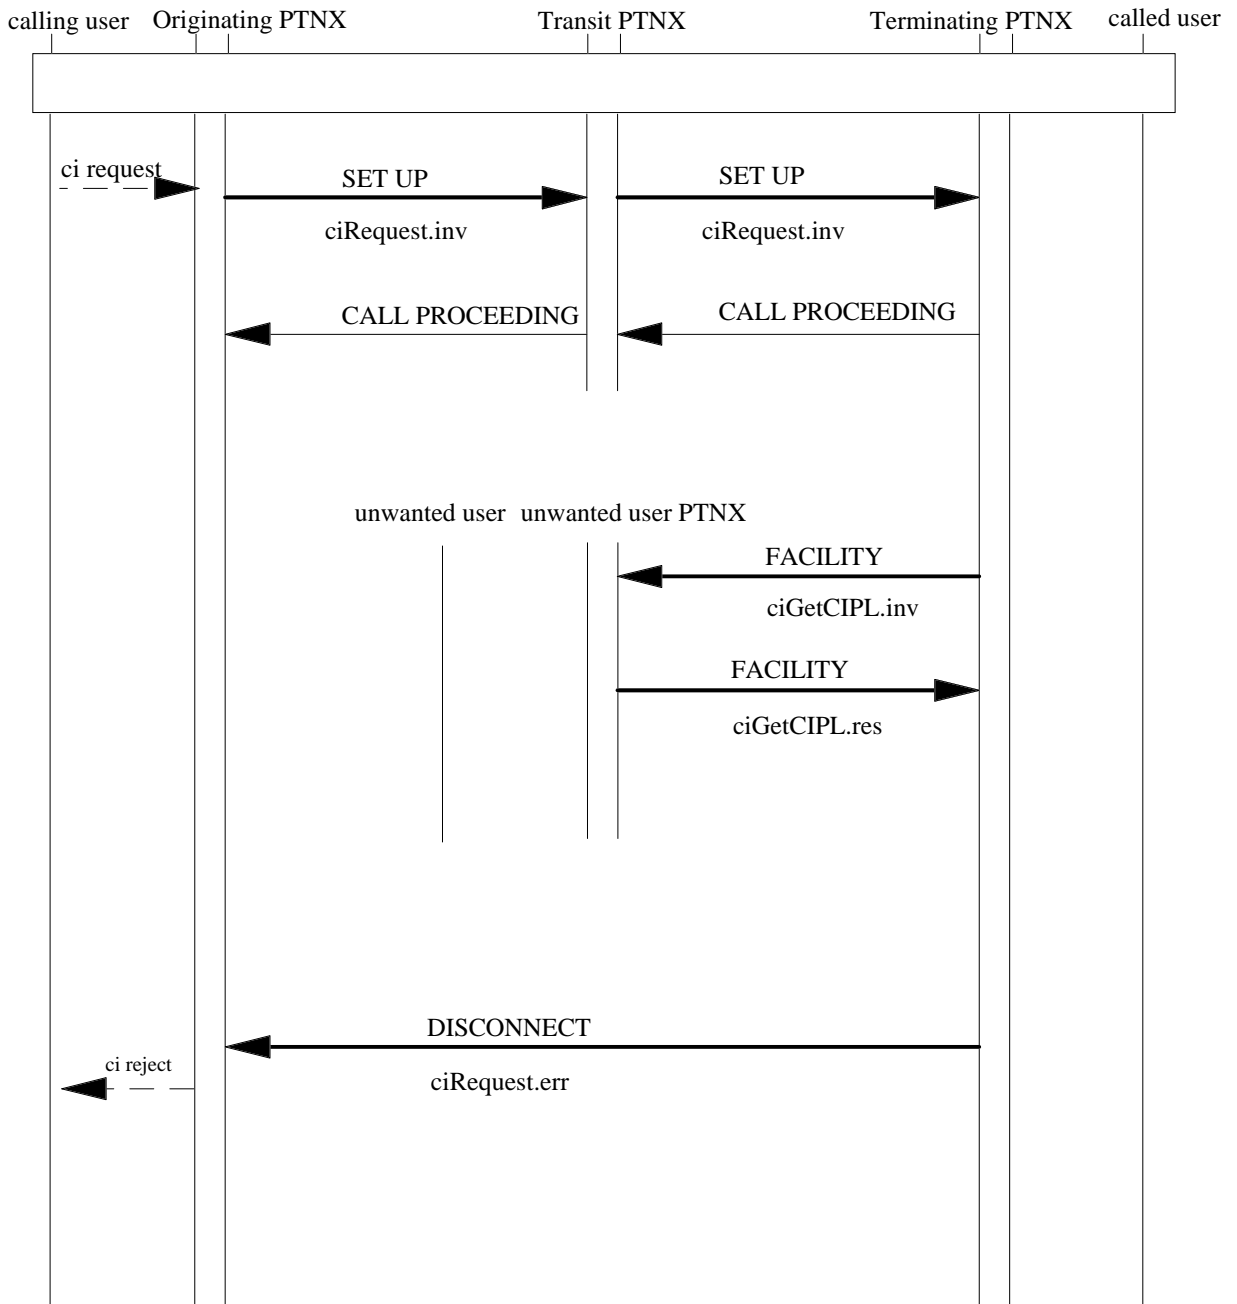 calling user Originating PTNX Transit PTNX Terminating PTNX called user
ci request
SET UP SET UP
ciRequest.inv ciRequest.inv
CALL PROCEEDING CALL PROCEEDING
unwanted user unwanted user PTNX
FACILITY
ciGetCIPL.inv
FACILITY
ciGetCIPL.res
DISCONNECT
ci reject
ciRequest.err